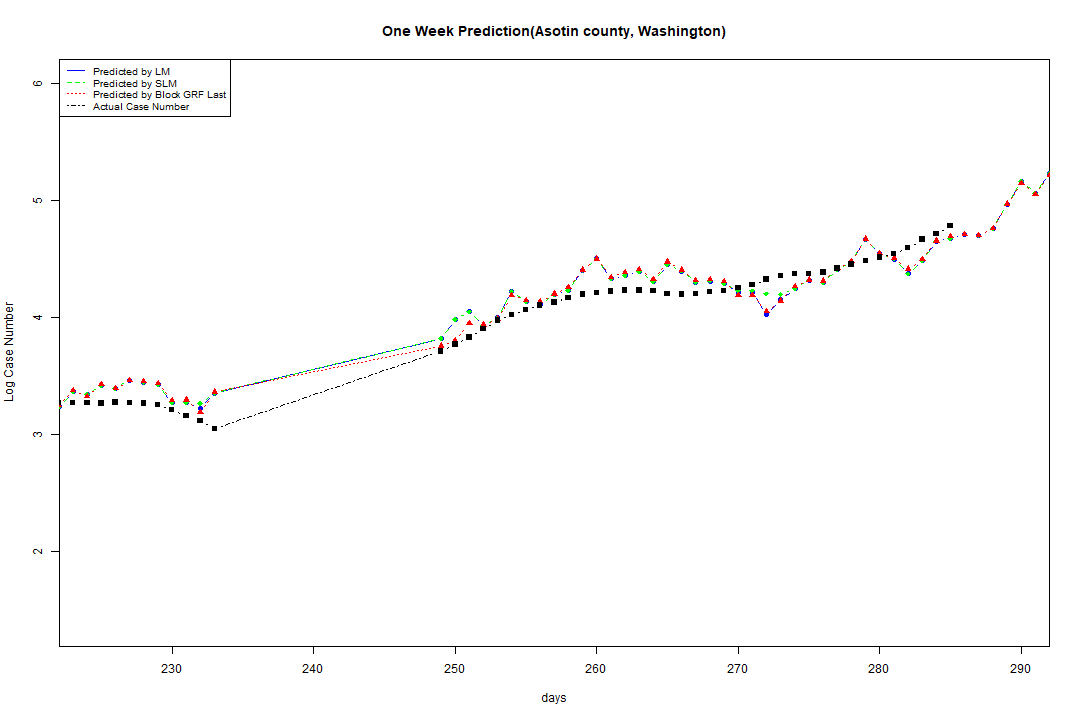 One Week Prediction(Asotin county, Washington)
Predicted by LM
Predicted by SLM
Predicted by Block GRF Last
Actual Case Number
6
5
4
3
2
Log Case Number
230 240 250 260 270 280 290
days